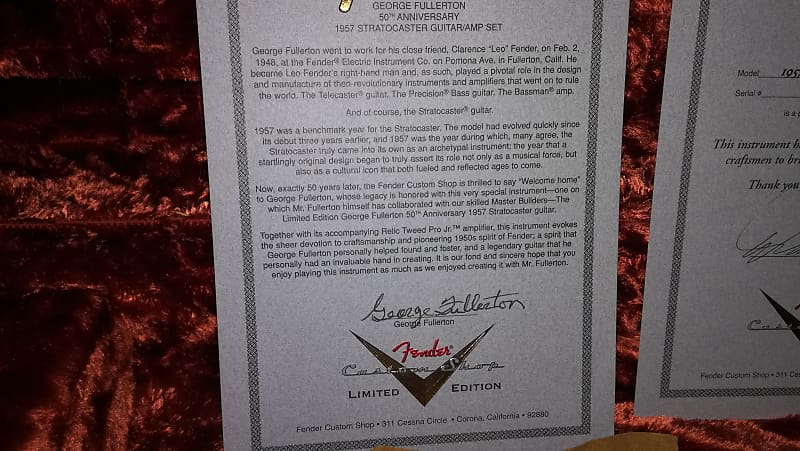 GEORGE FULLERTON
50TH ANNIVERSARY
1957 STRATOCASTER GUITAR/AMP SET
George Fullerton went to work for his close friend, Clarence “Leo” Fender, on Feb. 2,
1948, at the Fender® Electric Instrument Co. on Pomona Ave. in Fullerton, Calif. He
became Leo Fender's right-hand man and, as such, played a pivotal role in the design
and manufacture of then-revolutionary instruments and amplifiers that went on to rule
the world. The Telecaster® guitar. The Precision® Bass guitar. The Bassman® amp.
And of course, the Stratocaster® guitar.
1957 was a benchmark year for the Stratocaster. The model had evolved quickly since
its debut three years earlier, and 1957 was the year during which, many agree, the
Stratocaster truly came into its own as an archetypal instrument; the year that a
startlingly original design began to truly assert its role not only as a musical force, but
also as a cultural icon that both fueled and reflected ages to come.
Now, exactly 50 years later, the Fender Custom Shop is thrilled to say “Welcome home”
to George Fullerton, whose legacy is honored with this very special instrument—one on
which Mr. Fullerton himself has collaborated with our skilled Master Builders—The
Limited Edition George Fullerton 50TH Anniversary 1957 Stratocaster guitar.
Together with its accompanying Relic Tweed Pro Jr.™ amplifier, this instrument evokes
the sheer devotion to craftsmanship and pioneering 1950s spirit of Fender; a spirit that
George Fullerton personally helped found and foster, and a legendary guitar that he
personally had an invaluable hand in creating. It is our fond and sincere hope that you
enjoy playing this instrument as much as we enjoyed creating it with Mr. Fullerton.
George Fullerton
George Fullerton
Fender®
Custom Shop
LIMITED EDITION
Fender Custom Shop • 311 Cessna Circle • Corona, California • 92880
Model 195
Serial #
is a p
This instrument h
craftsmen to br
Thank you
Cus
Fender Custom Shop • 311 Ces